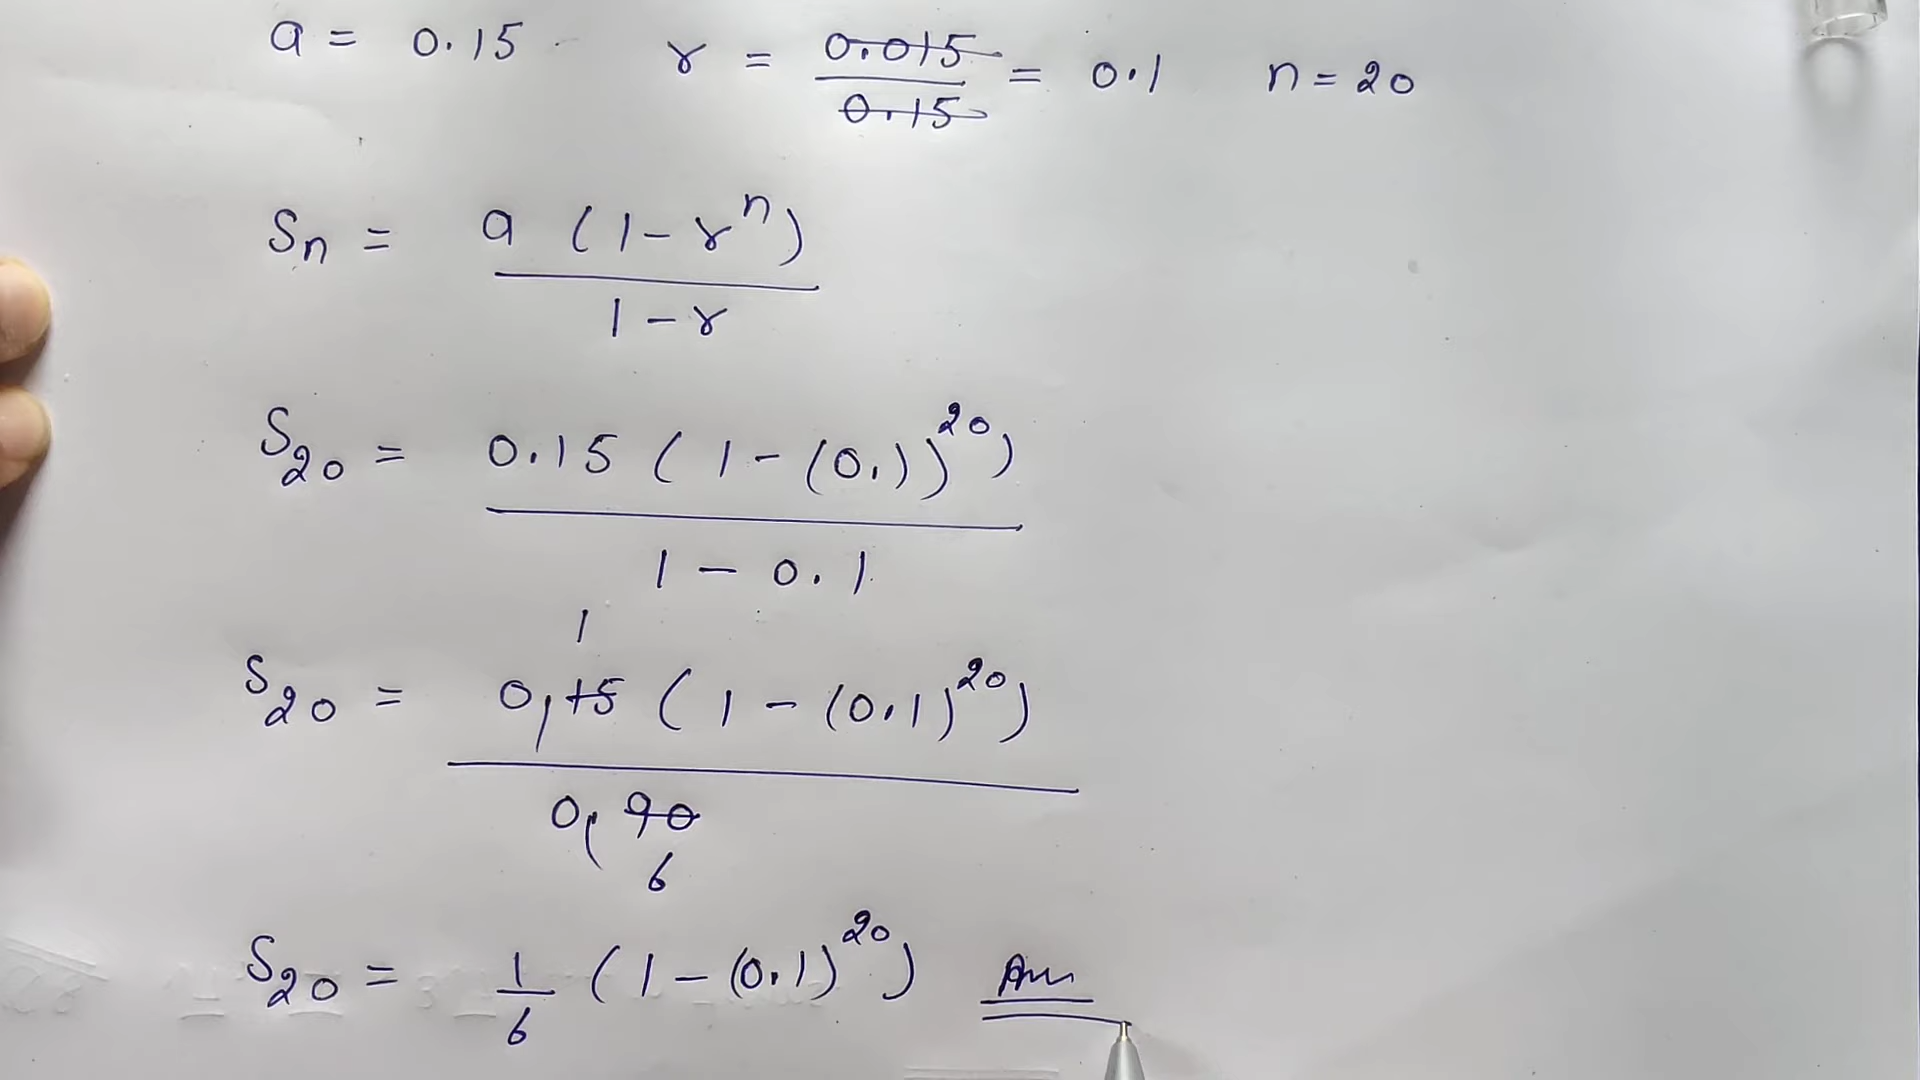 a = 0.15 r = 0.015/0.15 = 0.1 n = 20
Sn = a (1 - r^n) / 1 - r
S20 = 0.15 (1 - (0.1)^20) / 1 - 0.1
1
S20 = 0.15 (1 - (0.1)^20) / 0.90
6
S20 = 1/6 (1 - (0.1)^20) Ans